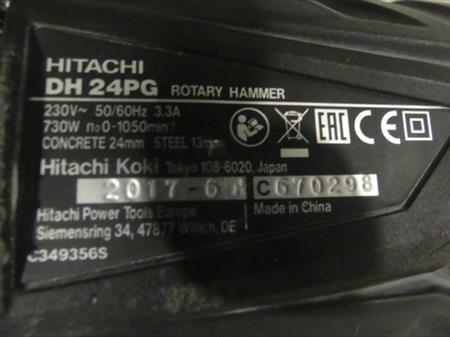 HITACHI
DH 24PG ROTARY HAMMER
230V~ 50/60Hz 3.3A
730W n₀0-1050min⁻¹
CONCRETE 24mm STEEL 13mm
EAC CE
Hitachi Koki Tokyo 108-6020, Japan
2017-6 C670298
Hitachi Power Tools Europe Made in China
Siemensring 34, 47877 Willich, DE
C349356S